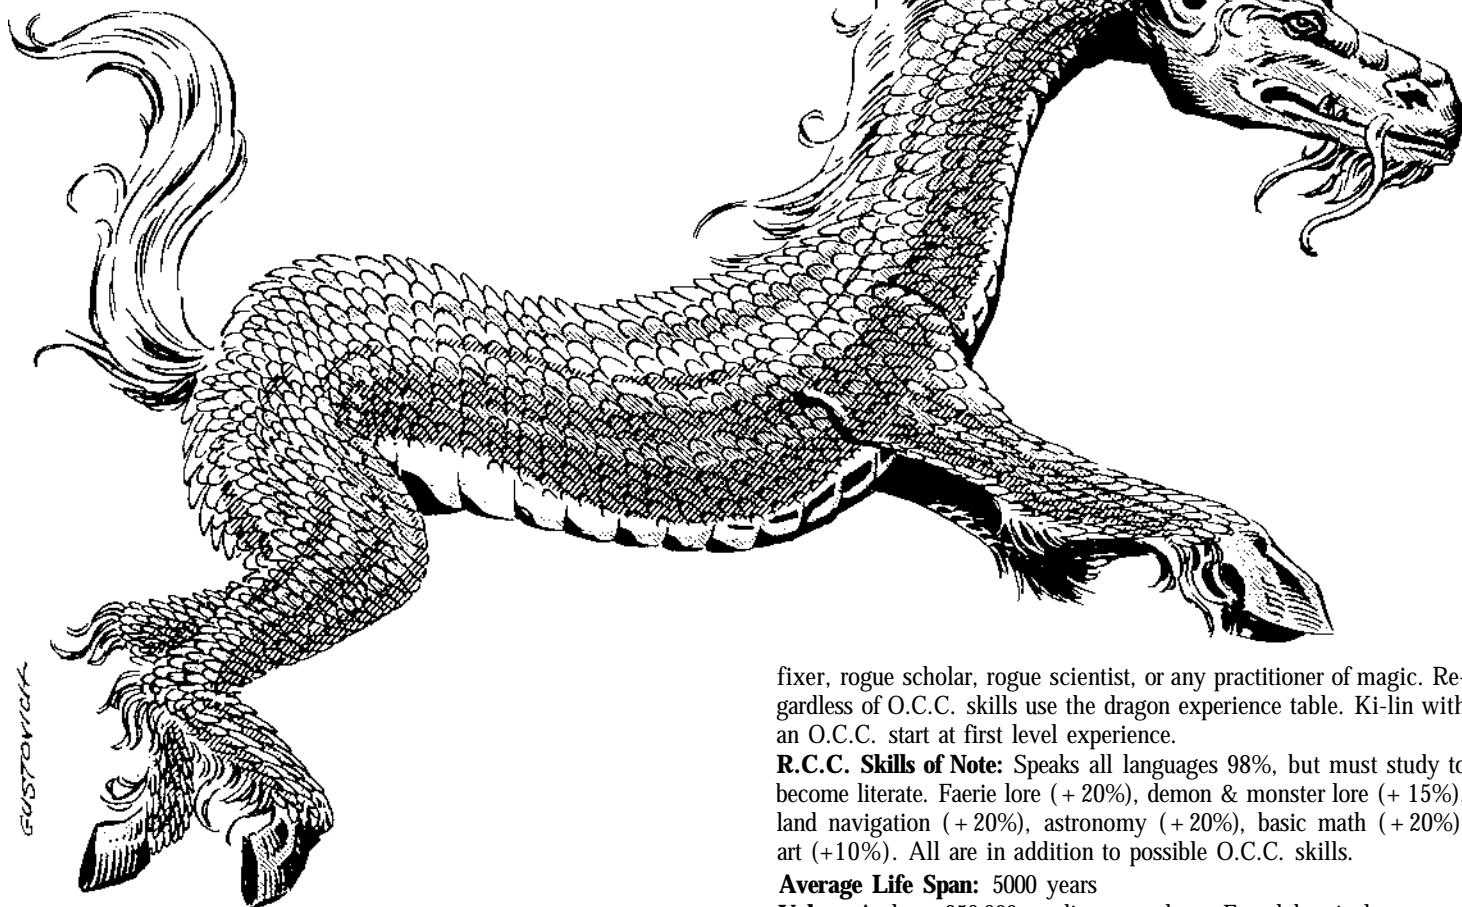 GUSTOVICH
fixer, rogue scholar, rogue scientist, or any practitioner of magic. Re-
gardless of O.C.C. skills use the dragon experience table. Ki-lin with
an O.C.C. start at first level experience.
R.C.C. Skills of Note: Speaks all languages 98%, but must study to
become literate. Faerie lore (+20%), demon & monster lore (+ 15%),
land navigation (+20%), astronomy (+20%), basic math (+20%)
art (+10%). All are in addition to possible O.C.C. skills.
Average Life Span: 5000 years